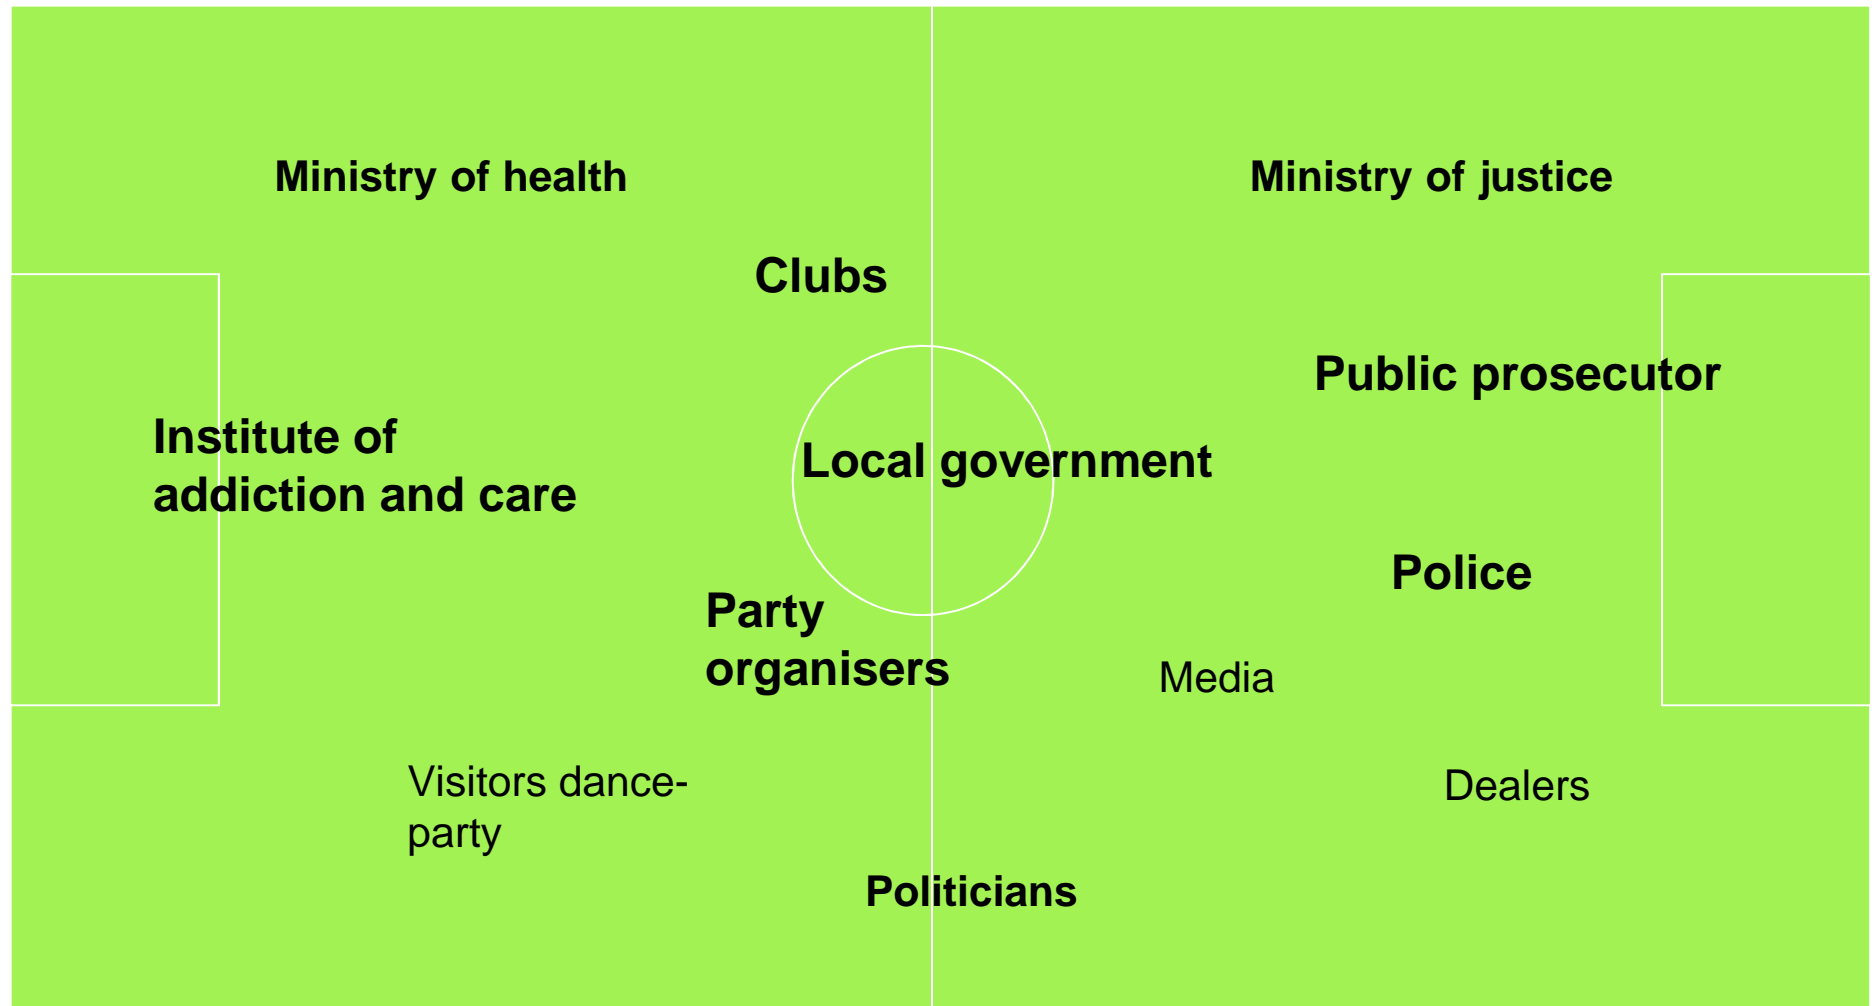 Ministry of health
Ministry of justice
Clubs
Public prosecutor
Institute of
addiction and care
Local government
Police
Party
organisers
Media
Visitors dance-
party
Dealers
Politicians